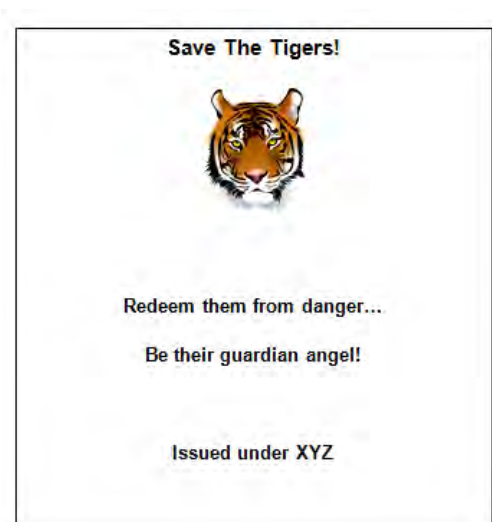 Save The Tigers!
Redeem them from danger...
Be their guardian angel!
Issued under XYZ